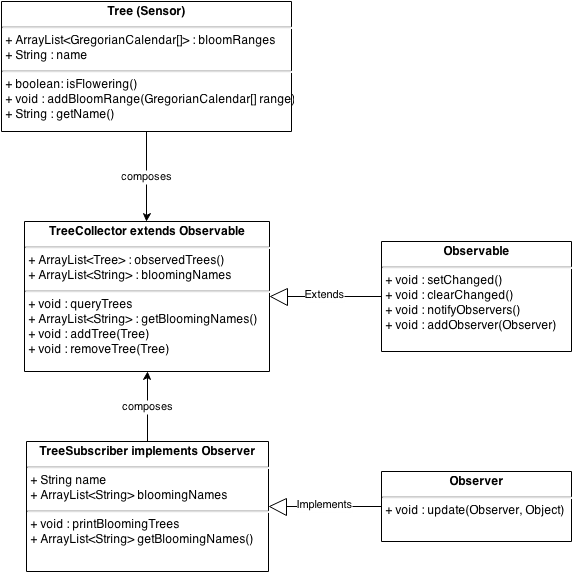 Tree (Sensor)
+ ArrayList<GregorianCalendar[]> : bloomRanges
+ String : name
+ boolean: isFlowering()
+ void : addBloomRange(GregorianCalendar[] range)
+ String : getName()
composes
TreeCollector extends Observable
+ ArrayList<Tree> : observedTrees()
+ ArrayList<String> : bloomingNames
+ void : queryTrees
+ ArrayList<String> : getBloomingNames()
+ void : addTree(Tree)
+ void : removeTree(Tree)
Extends
Observable
+ void : setChanged()
+ void : clearChanged()
+ void : notifyObservers()
+ void : addObserver(Observer)
composes
TreeSubscriber implements Observer
+ String name
+ ArrayList<String> bloomingNames
+ void : printBloomingTrees
+ ArrayList<String> getBloomingNames()
Implements
Observer
+ void : update(Observer, Object)